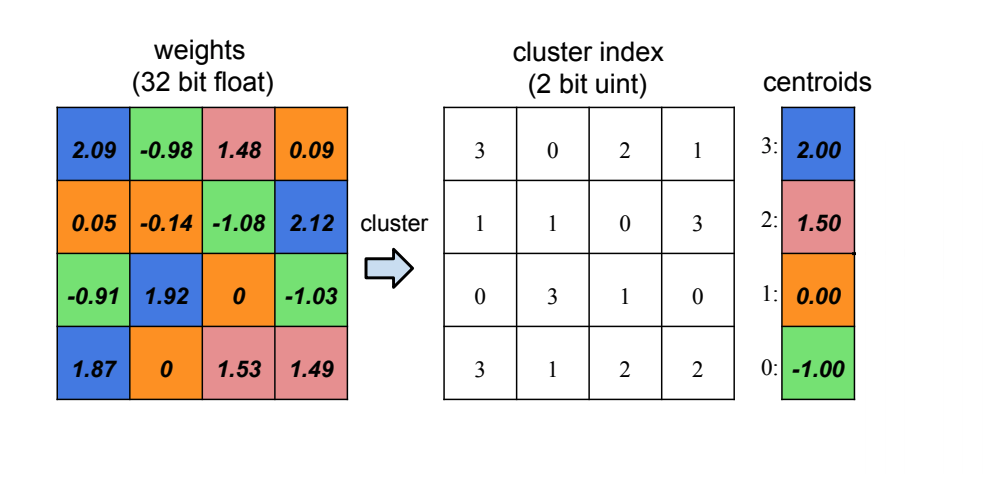 weights
(32 bit float)
cluster index
(2 bit uint)
centroids
2.09 -0.98 1.48 0.09
0.05 -0.14 -1.08 2.12
-0.91 1.92 0 -1.03
1.87 0 1.53 1.49
cluster
3 0 2 1
1 1 0 3
0 3 1 0
3 1 2 2
3: 2.00
2: 1.50
1: 0.00
0: -1.00